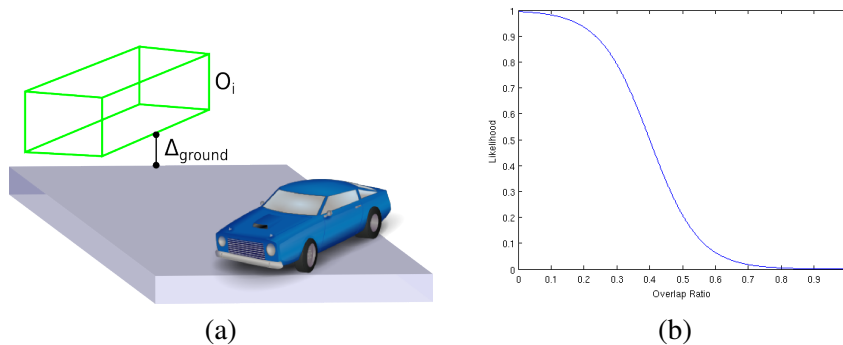 O_i
Δ_ground
(a)
1
0.9
0.8
0.7
0.6
0.5
0.4
0.3
0.2
0.1
0
Likelihood
0 0.1 0.2 0.3 0.4 0.5 0.6 0.7 0.8 0.9
Overlap Ratio
(b)